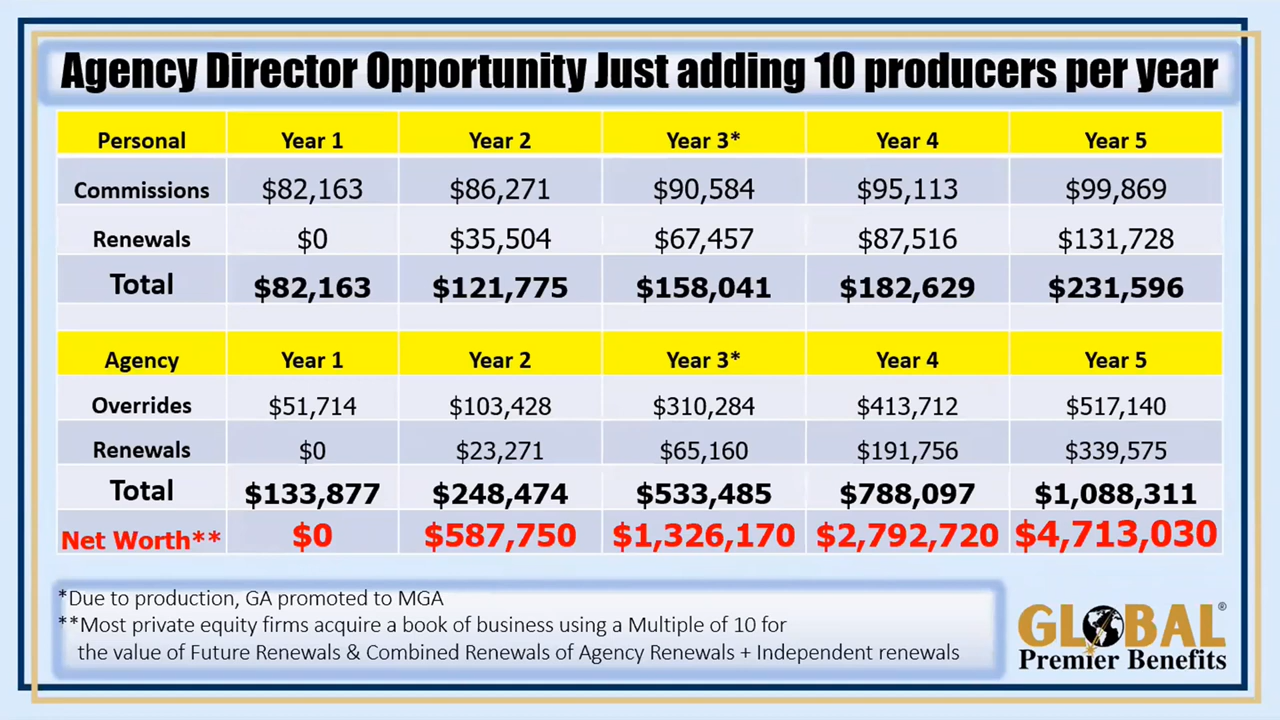 Agency Director Opportunity Just adding 10 producers per year
Personal Year 1 Year 2 Year 3* Year 4 Year 5
Commissions $82,163 $86,271 $90,584 $95,113 $99,869
Renewals $0 $35,504 $67,457 $87,516 $131,728
Total $82,163 $121,775 $158,041 $182,629 $231,596
Agency Year 1 Year 2 Year 3* Year 4 Year 5
Overrides $51,714 $103,428 $310,284 $413,712 $517,140
Renewals $0 $23,271 $65,160 $191,756 $339,575
Total $133,877 $248,474 $533,485 $788,097 $1,088,311
Net Worth** $0 $587,750 $1,326,170 $2,792,720 $4,713,030
*Due to production, GA promoted to MGA
**Most private equity firms acquire a book of business using a Multiple of 10 for
the value of Future Renewals & Combined Renewals of Agency Renewals + Independent renewals
GLOBAL®
Premier Benefits